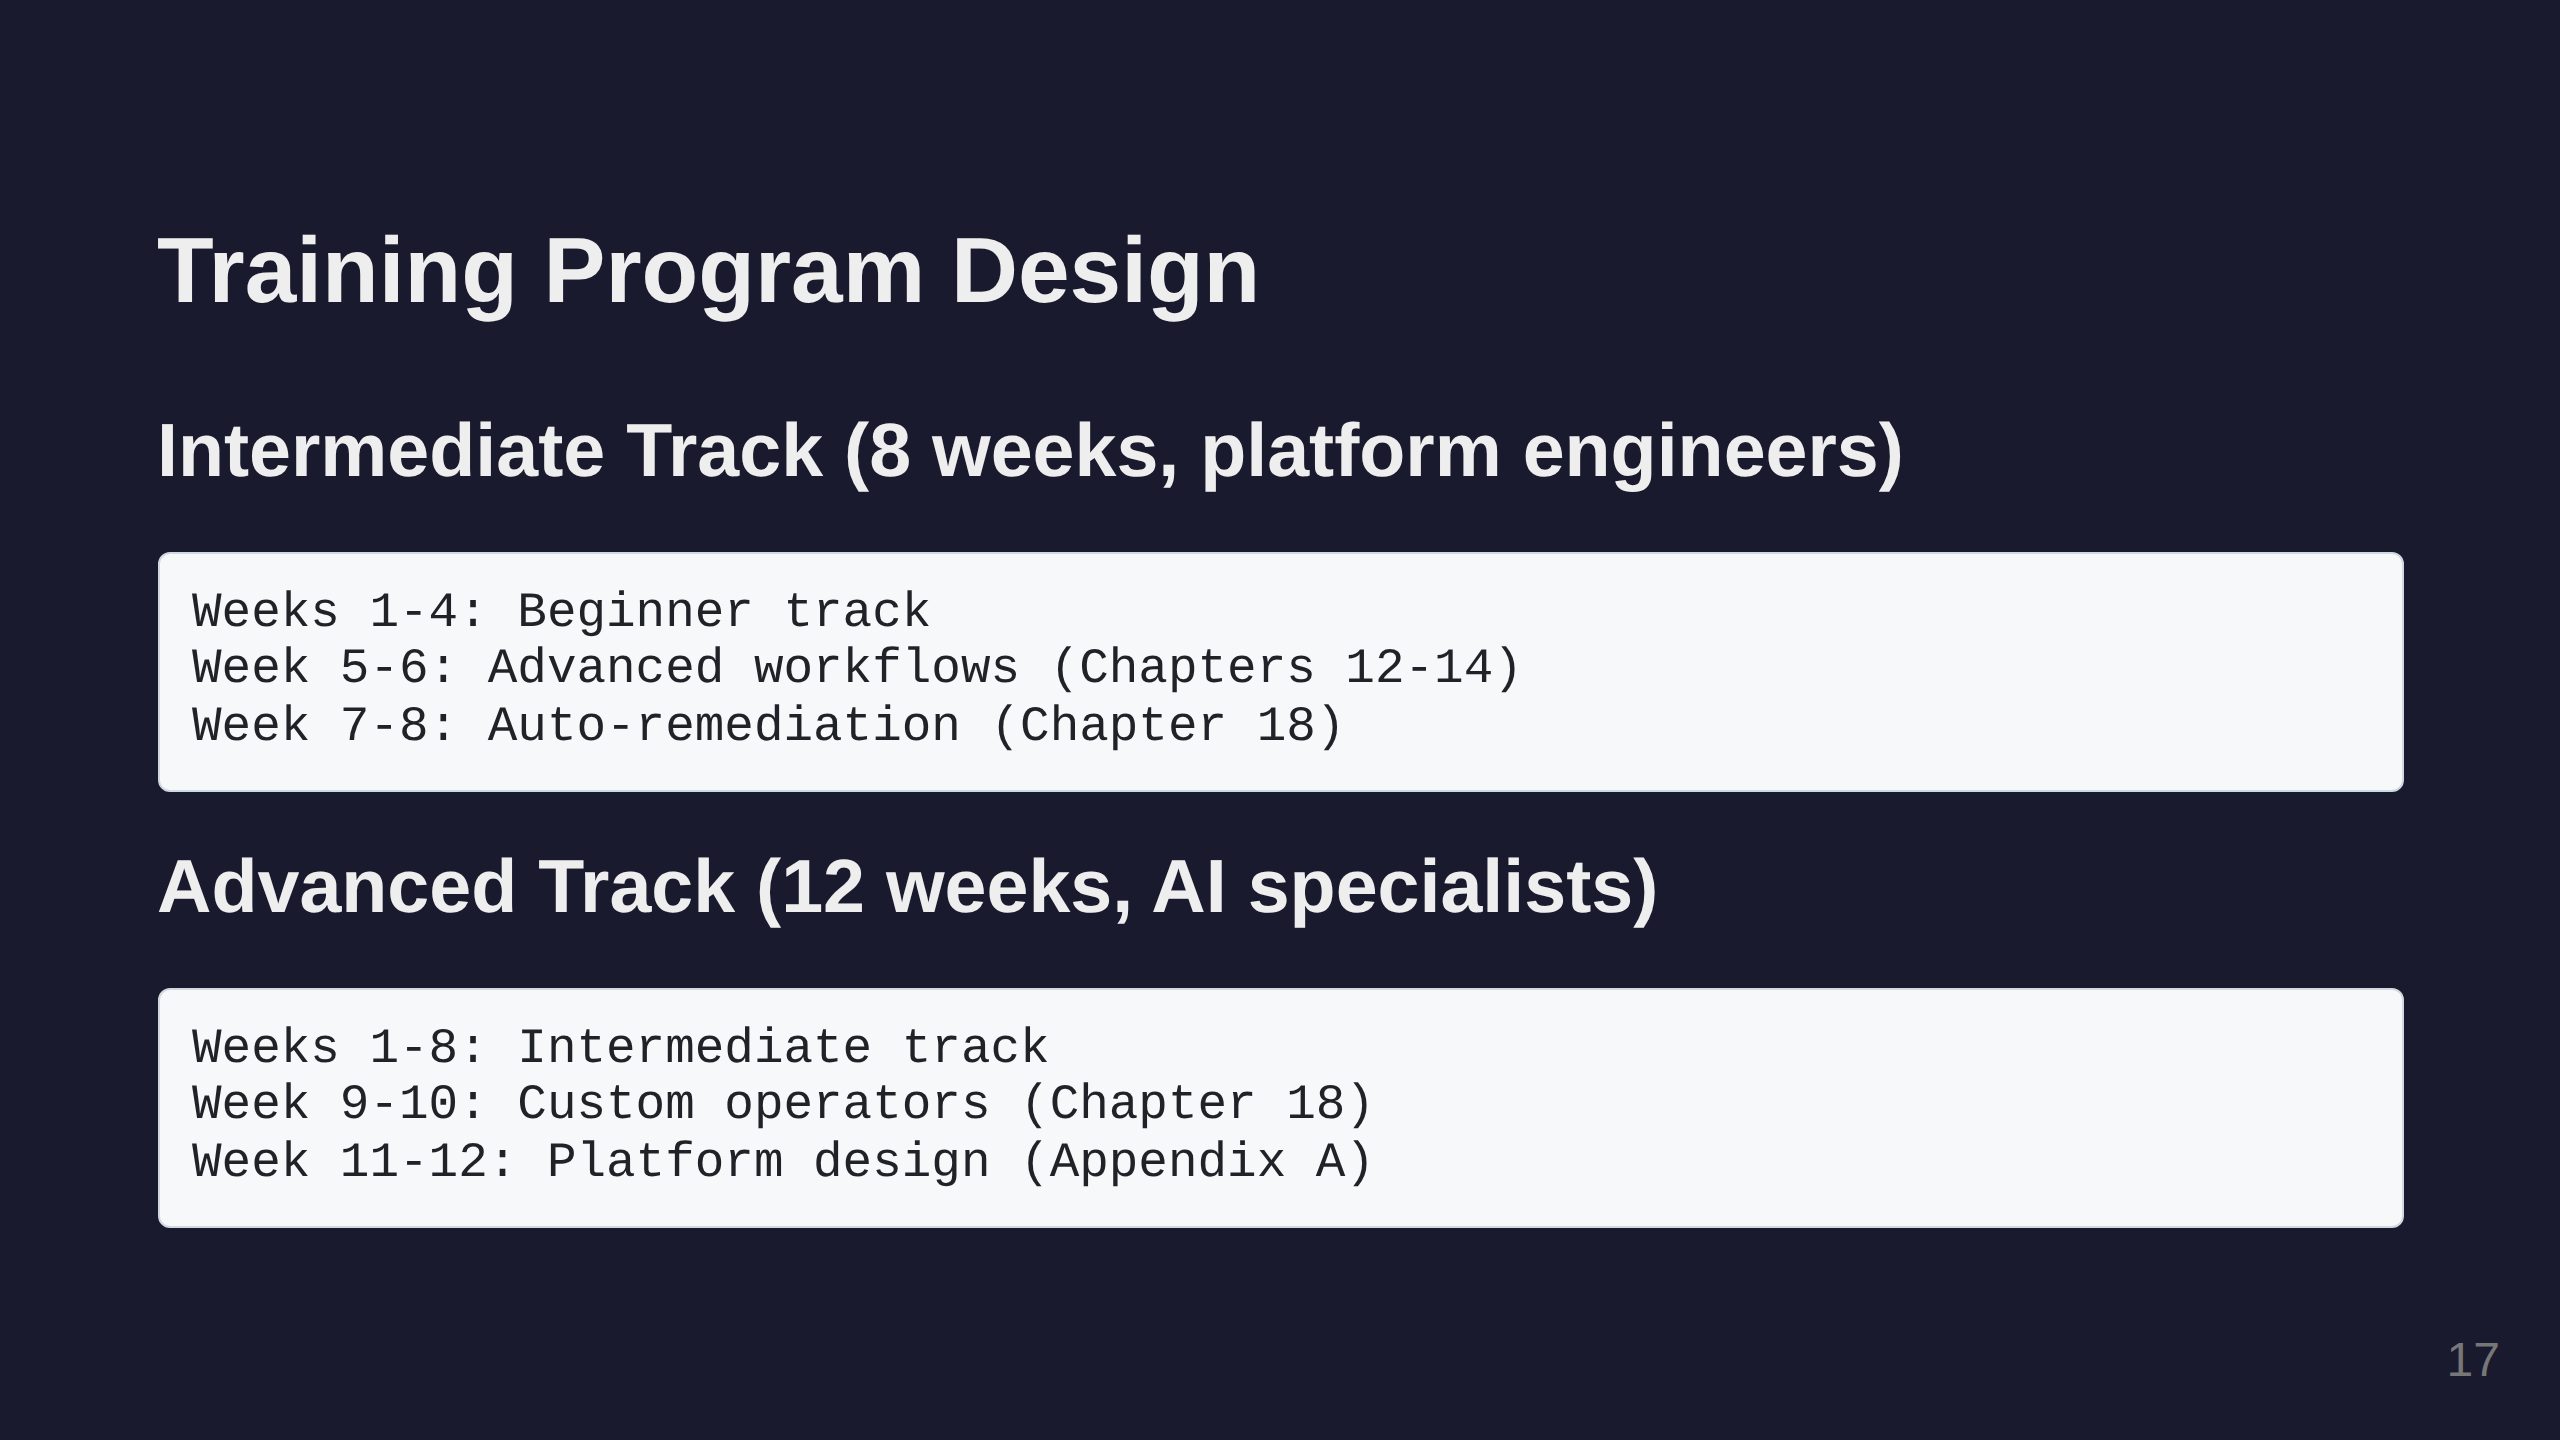 Training Program Design
Intermediate Track (8 weeks, platform engineers)
Weeks 1-4: Beginner track
Week 5-6: Advanced workflows (Chapters 12-14)
Week 7-8: Auto-remediation (Chapter 18)
Advanced Track (12 weeks, AI specialists)
Weeks 1-8: Intermediate track
Week 9-10: Custom operators (Chapter 18)
Week 11-12: Platform design (Appendix A)
17